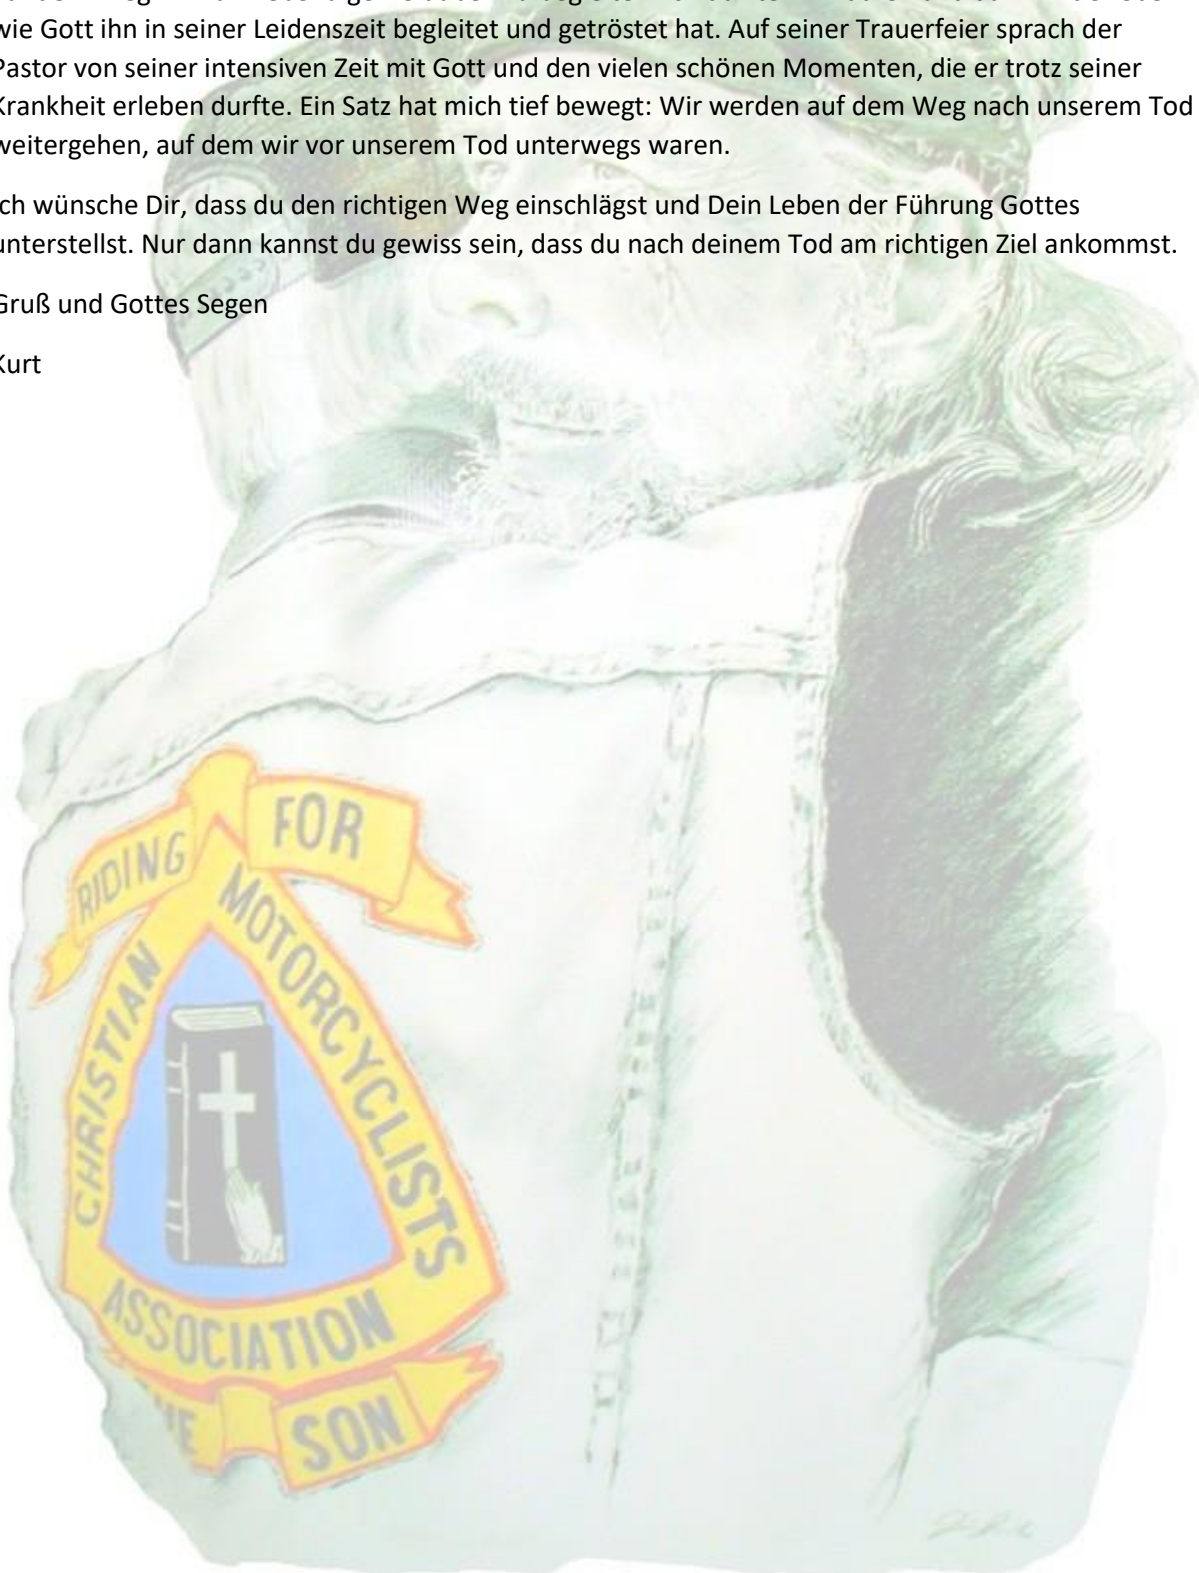 wie Gott ihn in seiner Leidenszeit begleitet und getröstet hat. Auf seiner Trauerfeier sprach der
Pastor von seiner intensiven Zeit mit Gott und den vielen schönen Momenten, die er trotz seiner
Krankheit erleben durfte. Ein Satz hat mich tief bewegt: Wir werden auf dem Weg nach unserem Tod
weitergehen, auf dem wir vor unserem Tod unterwegs waren.
Ich wünsche Dir, dass du den richtigen Weg einschlägst und Dein Leben der Führung Gottes
unterstellst. Nur dann kannst du gewiss sein, dass du nach deinem Tod am richtigen Ziel ankommst.
Gruß und Gottes Segen
Kurt
RIDING FOR
CHRISTIAN
MOTORCYCLISTS
ASSOCIATION
SON